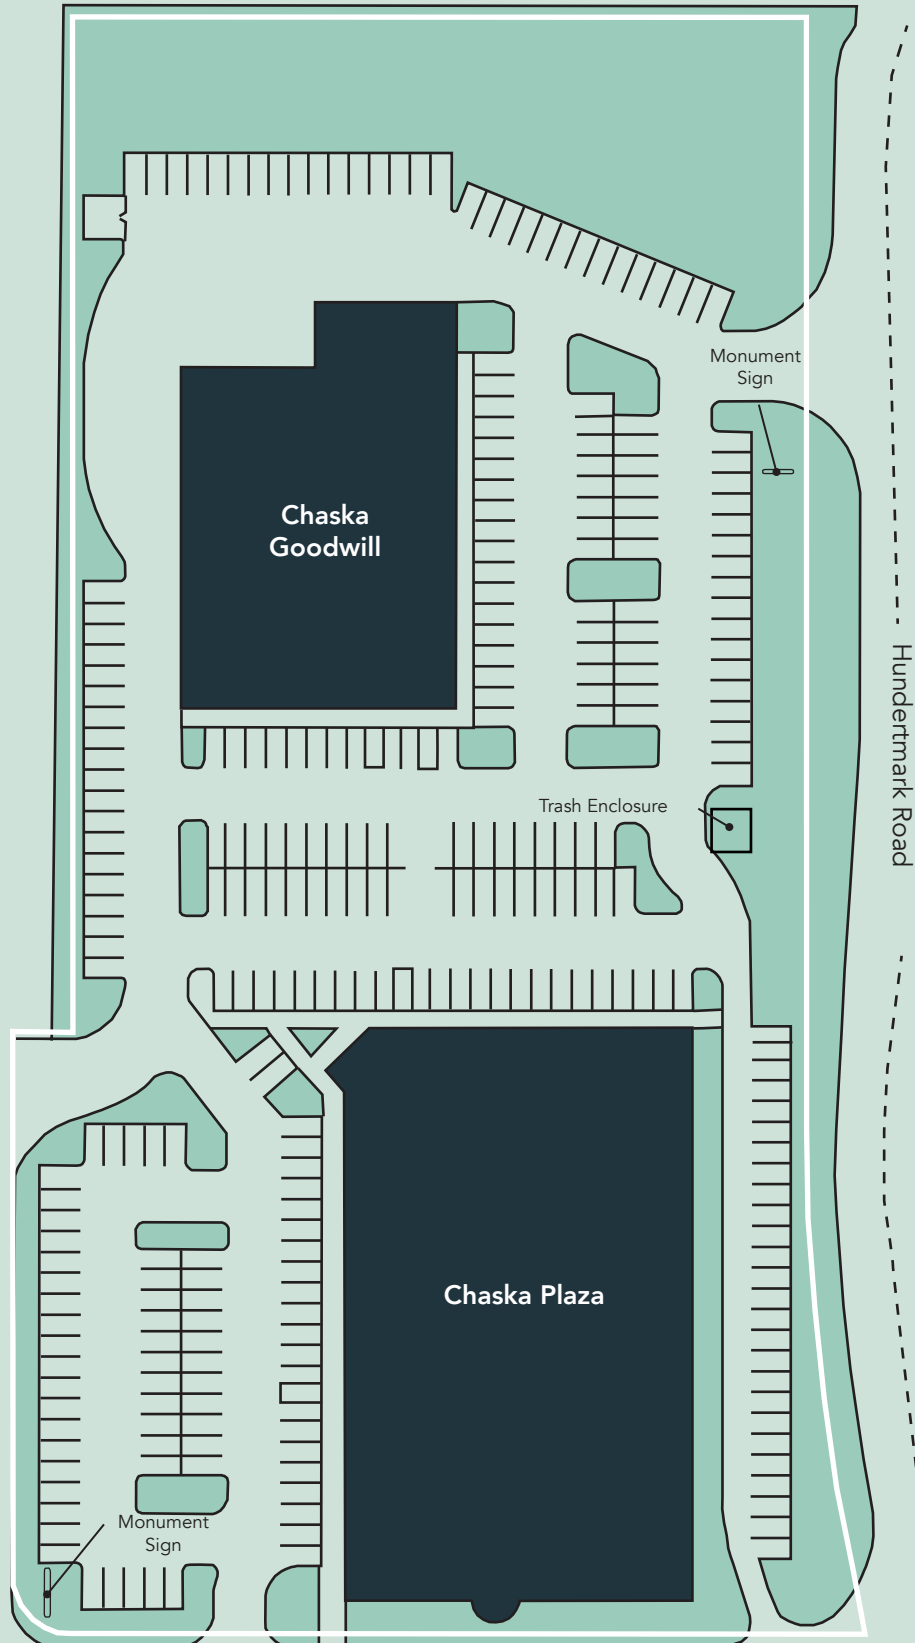 Monument
Sign
Chaska
Goodwill
Hundertmark Road
Trash Enclosure
Chaska Plaza
Monument
Sign